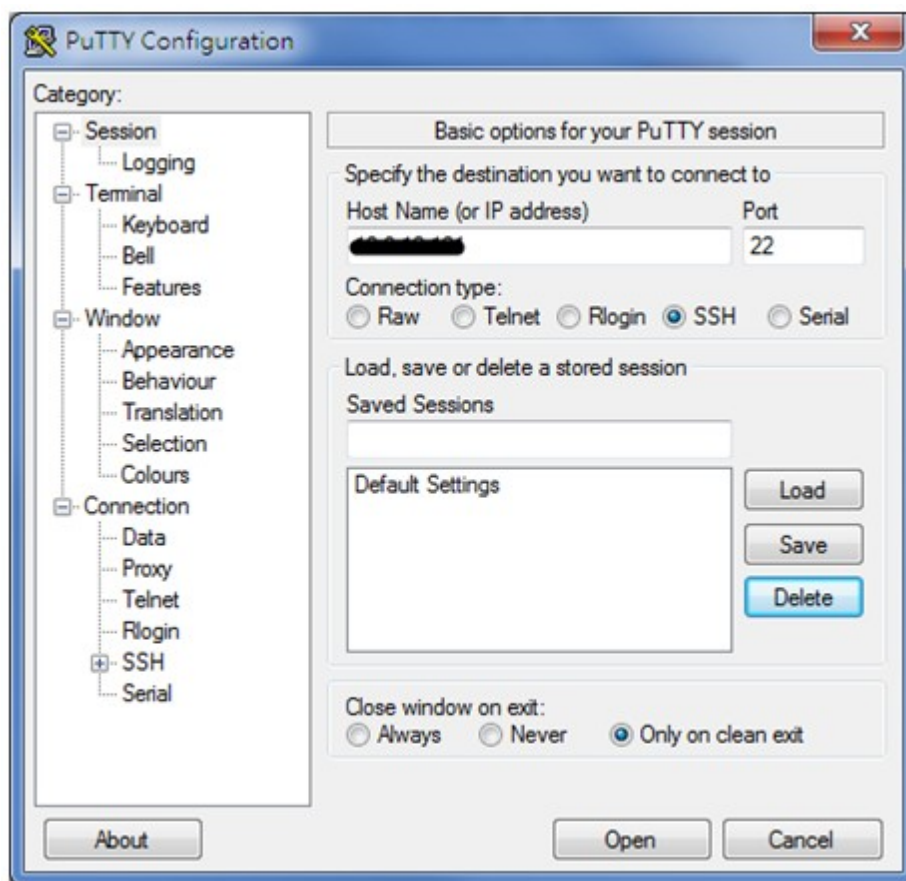 PuTTY Configuration
Category:
Session
Logging
Terminal
Keyboard
Bell
Features
Window
Appearance
Behaviour
Translation
Selection
Colours
Connection
Data
Proxy
Telnet
Rlogin
SSH
Serial
Basic options for your PuTTY session
Specify the destination you want to connect to
Host Name (or IP address) Port
22
Connection type:
Raw Telnet Rlogin SSH Serial
Load, save or delete a stored session
Saved Sessions
Default Settings
Load
Save
Delete
Close window on exit:
Always Never Only on clean exit
About Open Cancel